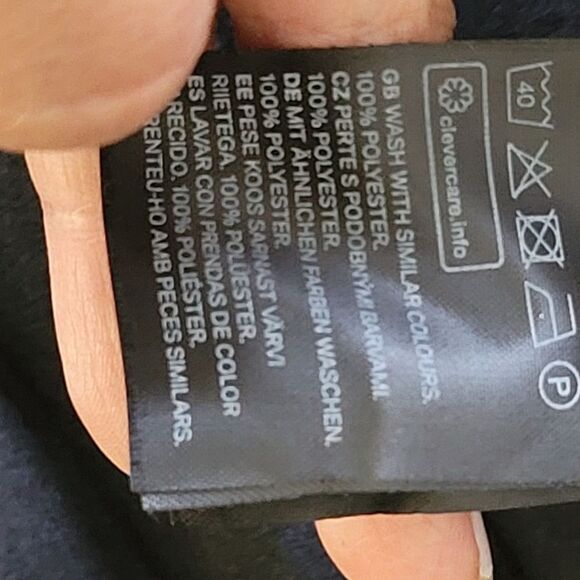 40
P
clevercare.info
GB WASH WITH SIMILAR COLOURS.
100% POLYESTER.
CZ PERTE S PODOBNÝMI BARVAMI.
100% POLYESTER.
DE MIT ÄHNLICHEN FARBEN WASCHEN.
100% POLYESTER.
EE PESE KOOS SARNAST VÄRVI
RIIETEGA. 100% POLÜESTER.
ES LAVAR CON PRENDAS DE COLOR
PARECIDO. 100% POLIÉSTER.
RENTEU-HO AMB PECES SIMILARS.